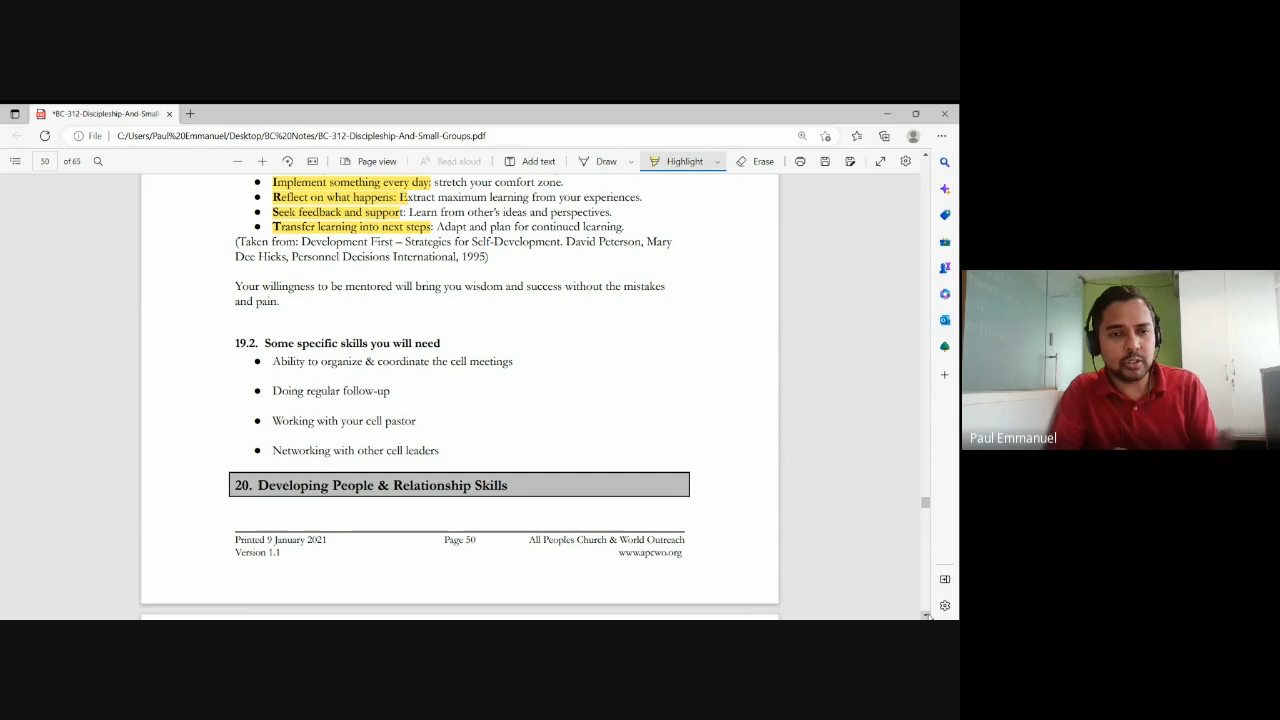 *BC-312-Discipleship-And-Small
File
C:/Users/Paul%20Emmanuel/Desktop/BC%20Notes/BC-312-Discipleship-And-Small-Groups.pdf
50 of 65
Page view
Read aloud
Add text
Draw
Highlight
Erase
● Implement something every day: stretch your comfort zone.
● Reflect on what happens: Extract maximum learning from your experiences.
● Seek feedback and support: Learn from other's ideas and perspectives.
● Transfer learning into next steps: Adapt and plan for continued learning.
(Taken from: Development First – Strategies for Self-Development. David Peterson, Mary
Dee Hicks, Personnel Decisions International, 1995)
Your willingness to be mentored will bring you wisdom and success without the mistakes
and pain.
19.2. Some specific skills you will need
● Ability to organize & coordinate the cell meetings
● Doing regular follow-up
● Working with your cell pastor
● Networking with other cell leaders
20. Developing People & Relationship Skills
Printed 9 January 2021 Page 50 All Peoples Church & World Outreach
Version 1.1 www.apcwo.org
Paul Emmanuel